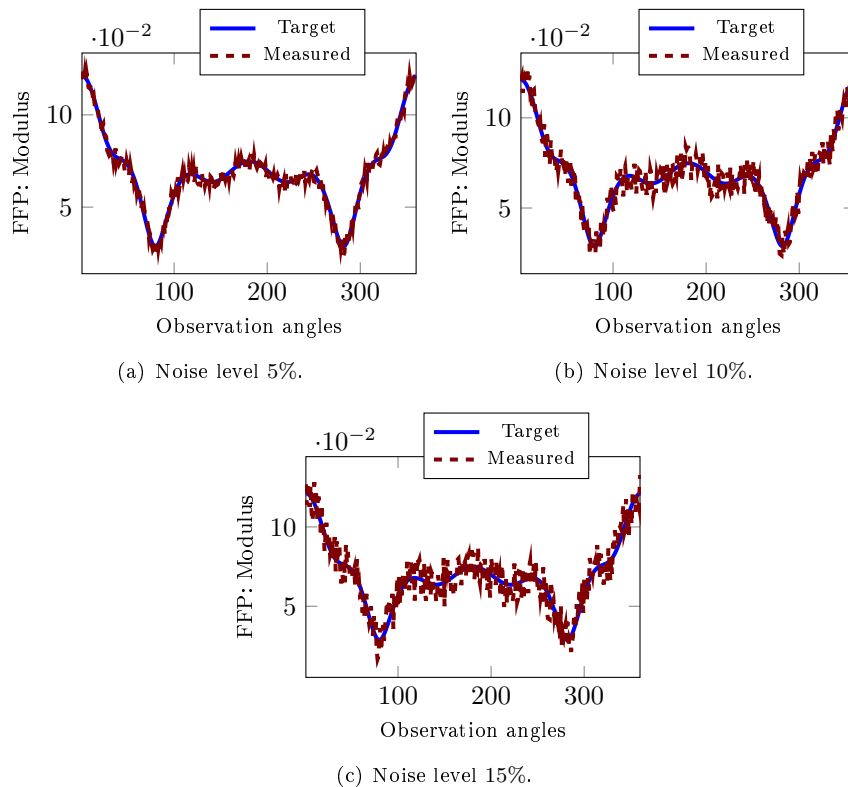 ·10−2
Target
Measured
10
5
FFP: Modulus
100
200
300
Observation angles
(a) Noise level 5%.
·10−2
Target
Measured
10
5
FFP: Modulus
100
200
300
Observation angles
(b) Noise level 10%.
·10−2
Target
Measured
10
5
FFP: Modulus
100
200
300
Observation angles
(c) Noise level 15%.